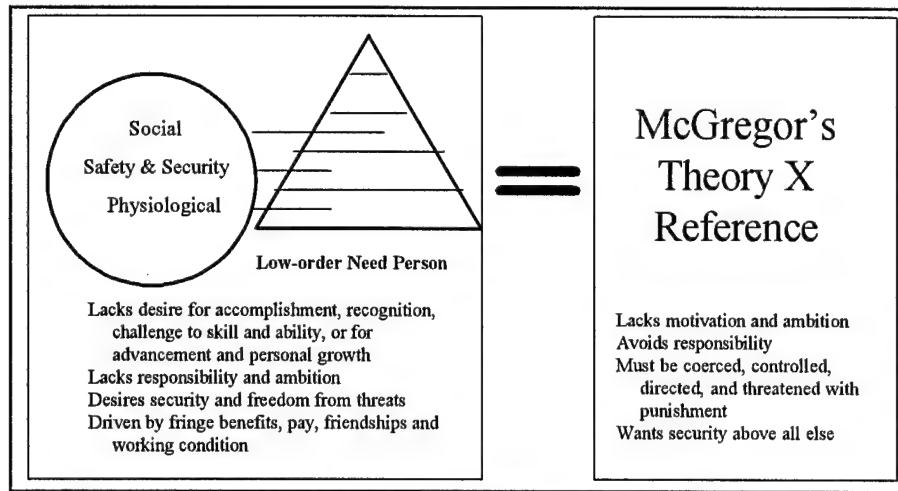 Social
Safety & Security
Physiological
Low-order Need Person
Lacks desire for accomplishment, recognition,
challenge to skill and ability, or for
advancement and personal growth
Lacks responsibility and ambition
Desires security and freedom from threats
Driven by fringe benefits, pay, friendships and
working condition
McGregor's
Theory X
Reference
Lacks motivation and ambition
Avoids responsibility
Must be coerced, controlled,
directed, and threatened with
punishment
Wants security above all else